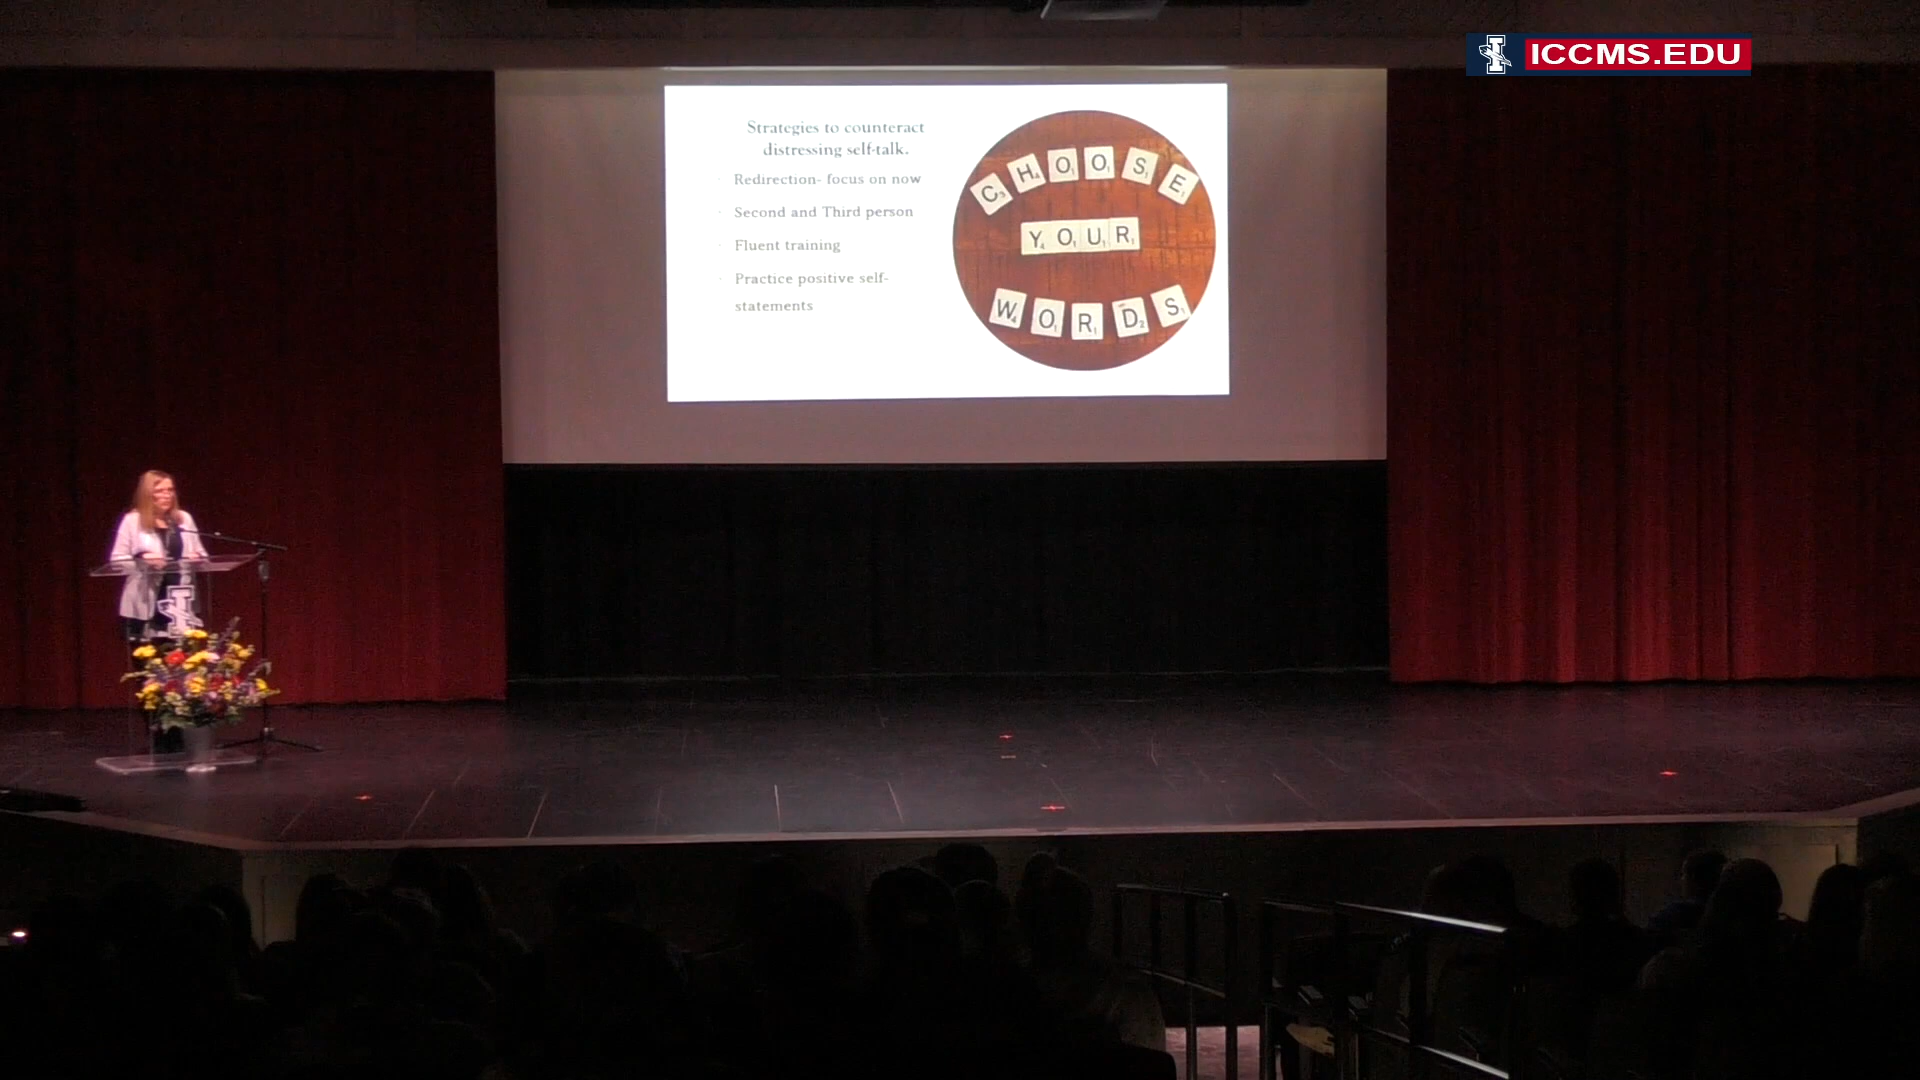 ICCMS.EDU
Strategies to counteract
distressing self-talk.
Redirection- focus on now
Second and Third person
Fluent training
Practice positive self-
statements
CHOOSE
YOUR
WORDS